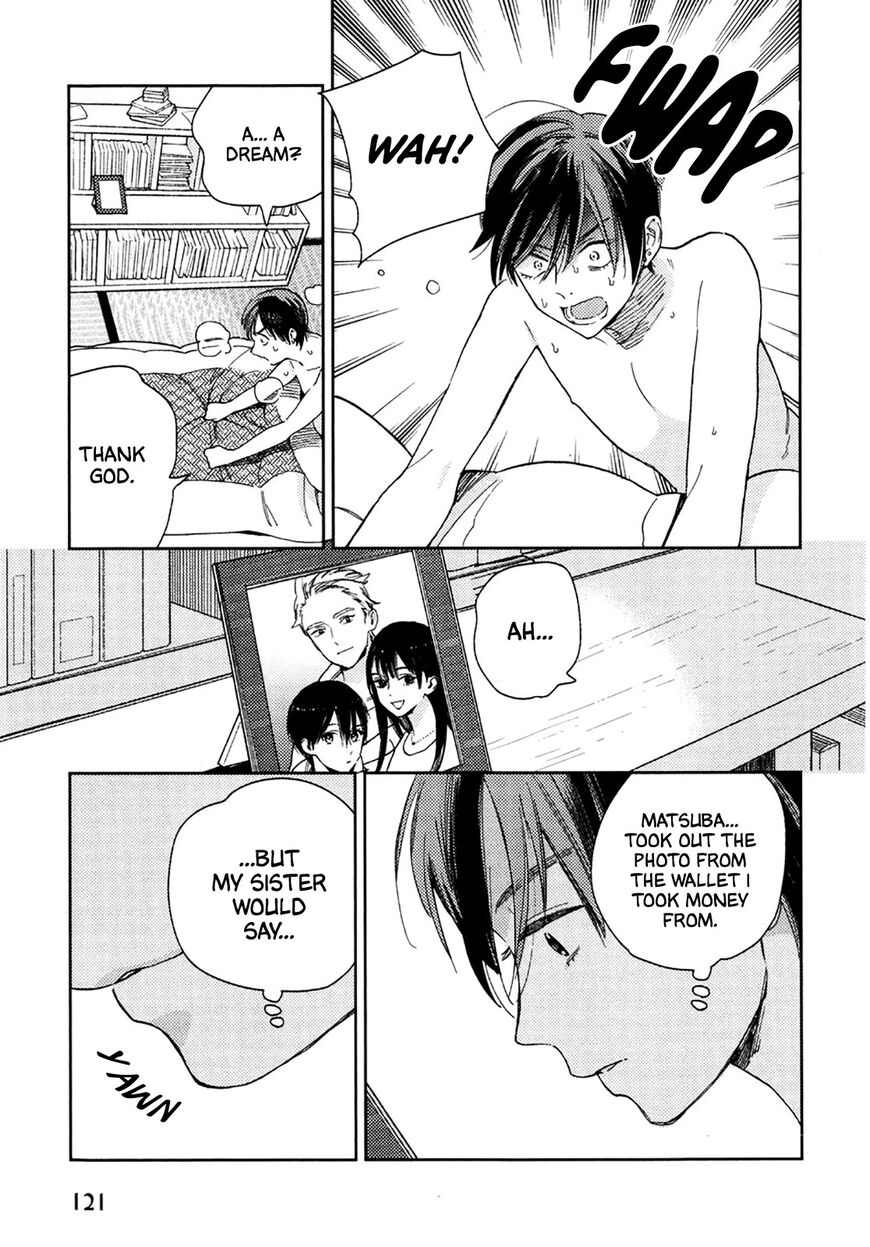 FWAP
WAH!
A... A
DREAM?
THANK
GOD.
AH...
MATSUBA...
TOOK OUT THE
PHOTO FROM
THE WALLET I
TOOK MONEY
FROM.
...BUT
MY SISTER
WOULD
SAY...
YAWN
121